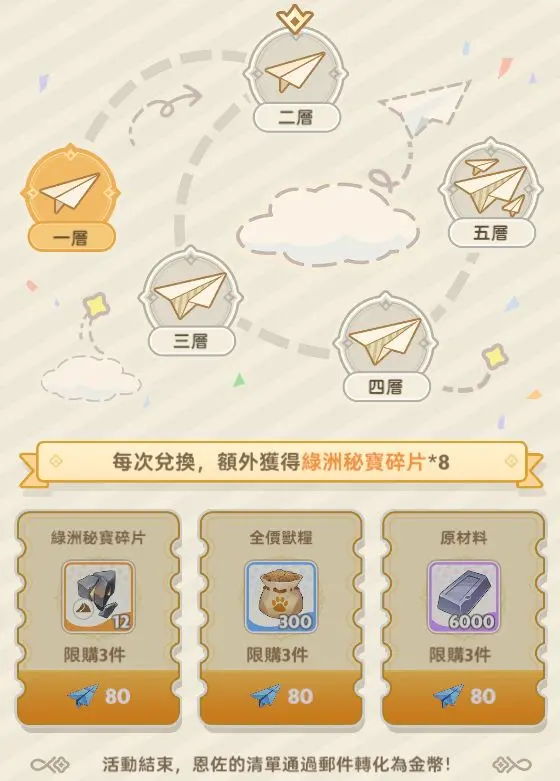 二層
一層
五層
三層
四層
每次兌換，額外獲得綠洲秘寶碎片*8
綠洲秘寶碎片
全價獸糧
原材料
12
300
6000
限購3件
限購3件
限購3件
80
80
80
活動結束，恩佐的清單通過郵件轉化為金幣！